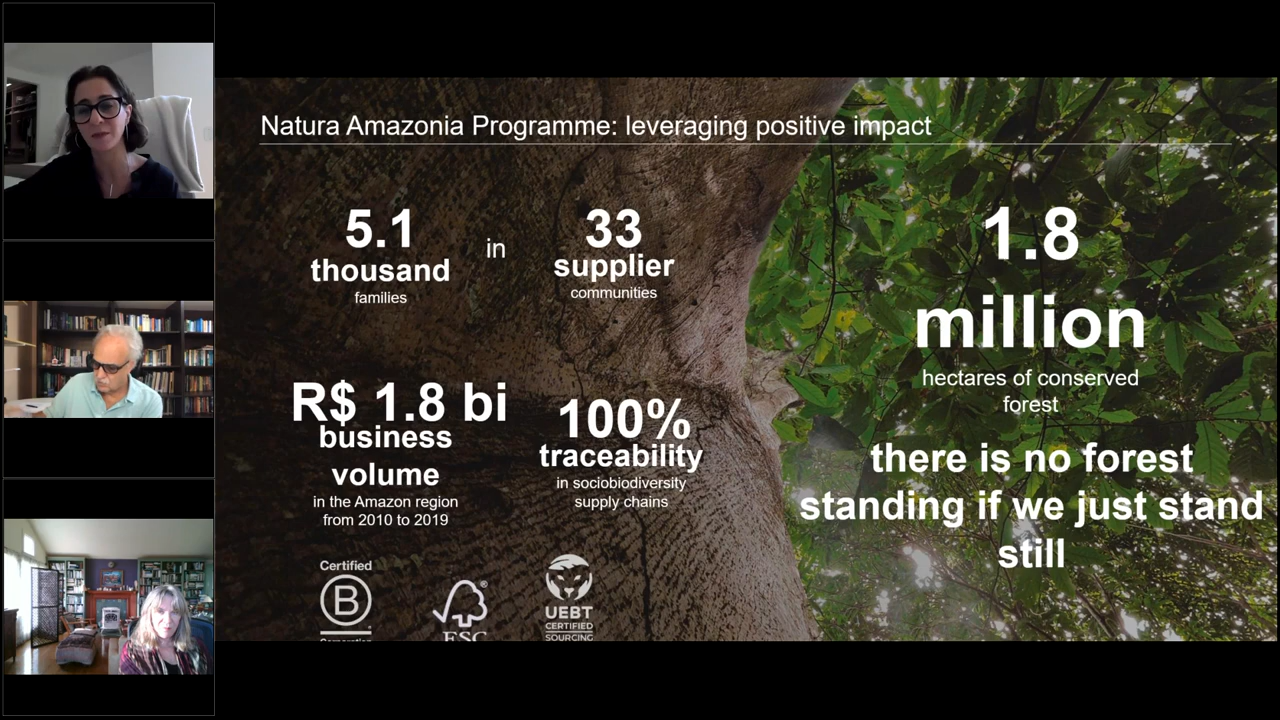 Natura Amazonia Programme: leveraging positive impact
5.1
thousand
families
in
33
supplier
communities
R$ 1.8 bi
business
volume
in the Amazon region
from 2010 to 2019
100%
traceability
in sociobiodiversity
supply chains
1.8
million
hectares of conserved
forest
there is no forest
standing if we just stand
still
Certified
B
Corporation
®
FSC
UEBT
CERTIFIED
SOURCING